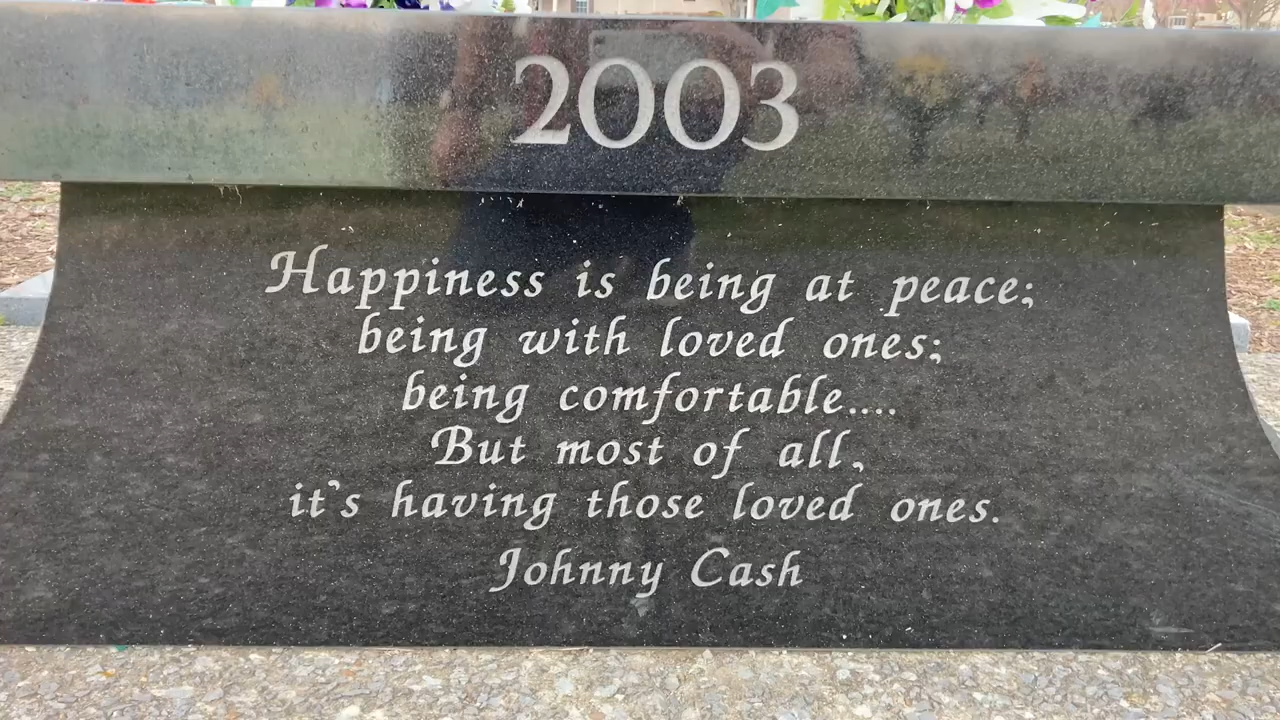 2003
Happiness is being at peace;
being with loved ones;
being comfortable....
But most of all,
it's having those loved ones.
Johnny Cash